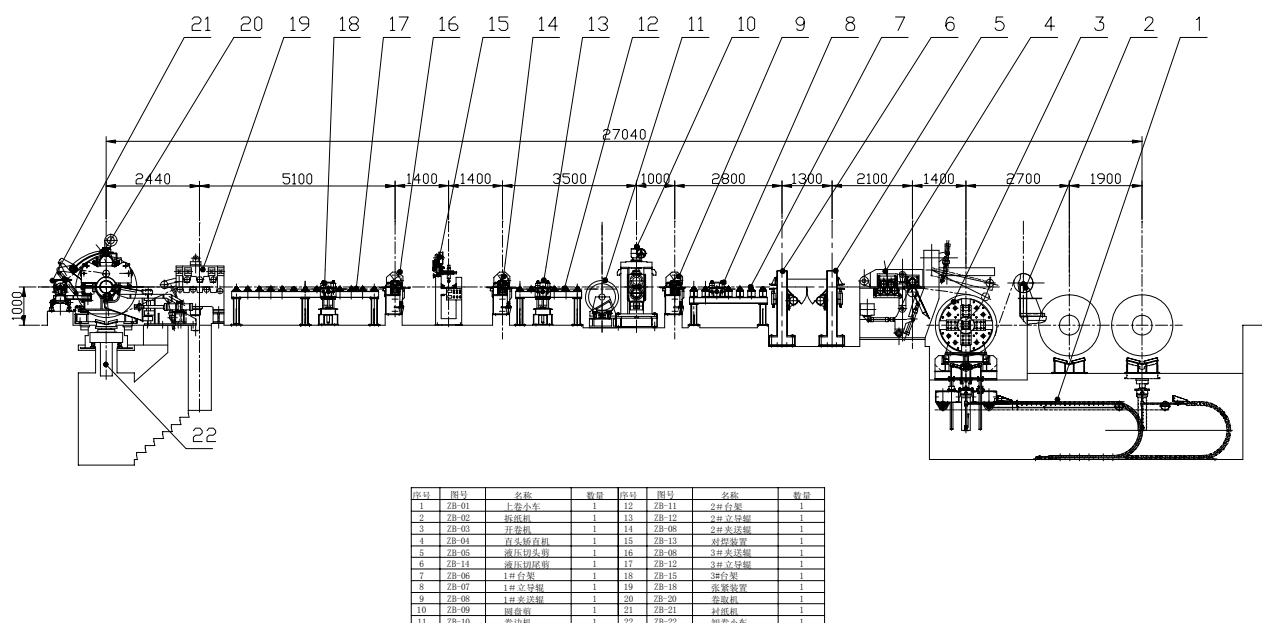 21 20 19 18 17 16 15 14 13 12 11 10 9 8 7 6 5 4 3 2 1
27040
2440 5100 1400 1400 3500 1000 2800 1300 2100 1400 2700 1900
1000
22
序号 图号 名称 数量 序号 图号 名称 数量
1 ZB-01 上卷小车 1 12 ZB-11 2#台架 1
2 ZB-02 拆纸机 1 13 ZB-12 2#立导辊 1
3 ZB-03 开卷机 1 14 ZB-08 2#夹送辊 1
4 ZB-04 直头矫直机 1 15 ZB-13 对焊装置 1
5 ZB-05 液压切头剪 1 16 ZB-08 3#夹送辊 1
6 ZB-14 液压切尾剪 1 17 ZB-12 3#立导辊 1
7 ZB-06 1#台架 1 18 ZB-15 3#台架 1
8 ZB-07 1#立导辊 1 19 ZB-18 张紧装置 1
9 ZB-08 1#夹送辊 1 20 ZB-20 卷取机 1
10 ZB-09 圆盘剪 1 21 ZB-21 衬纸机 1
11 ZB-10 卷边机 1 22 ZB-22 卸卷小车 1